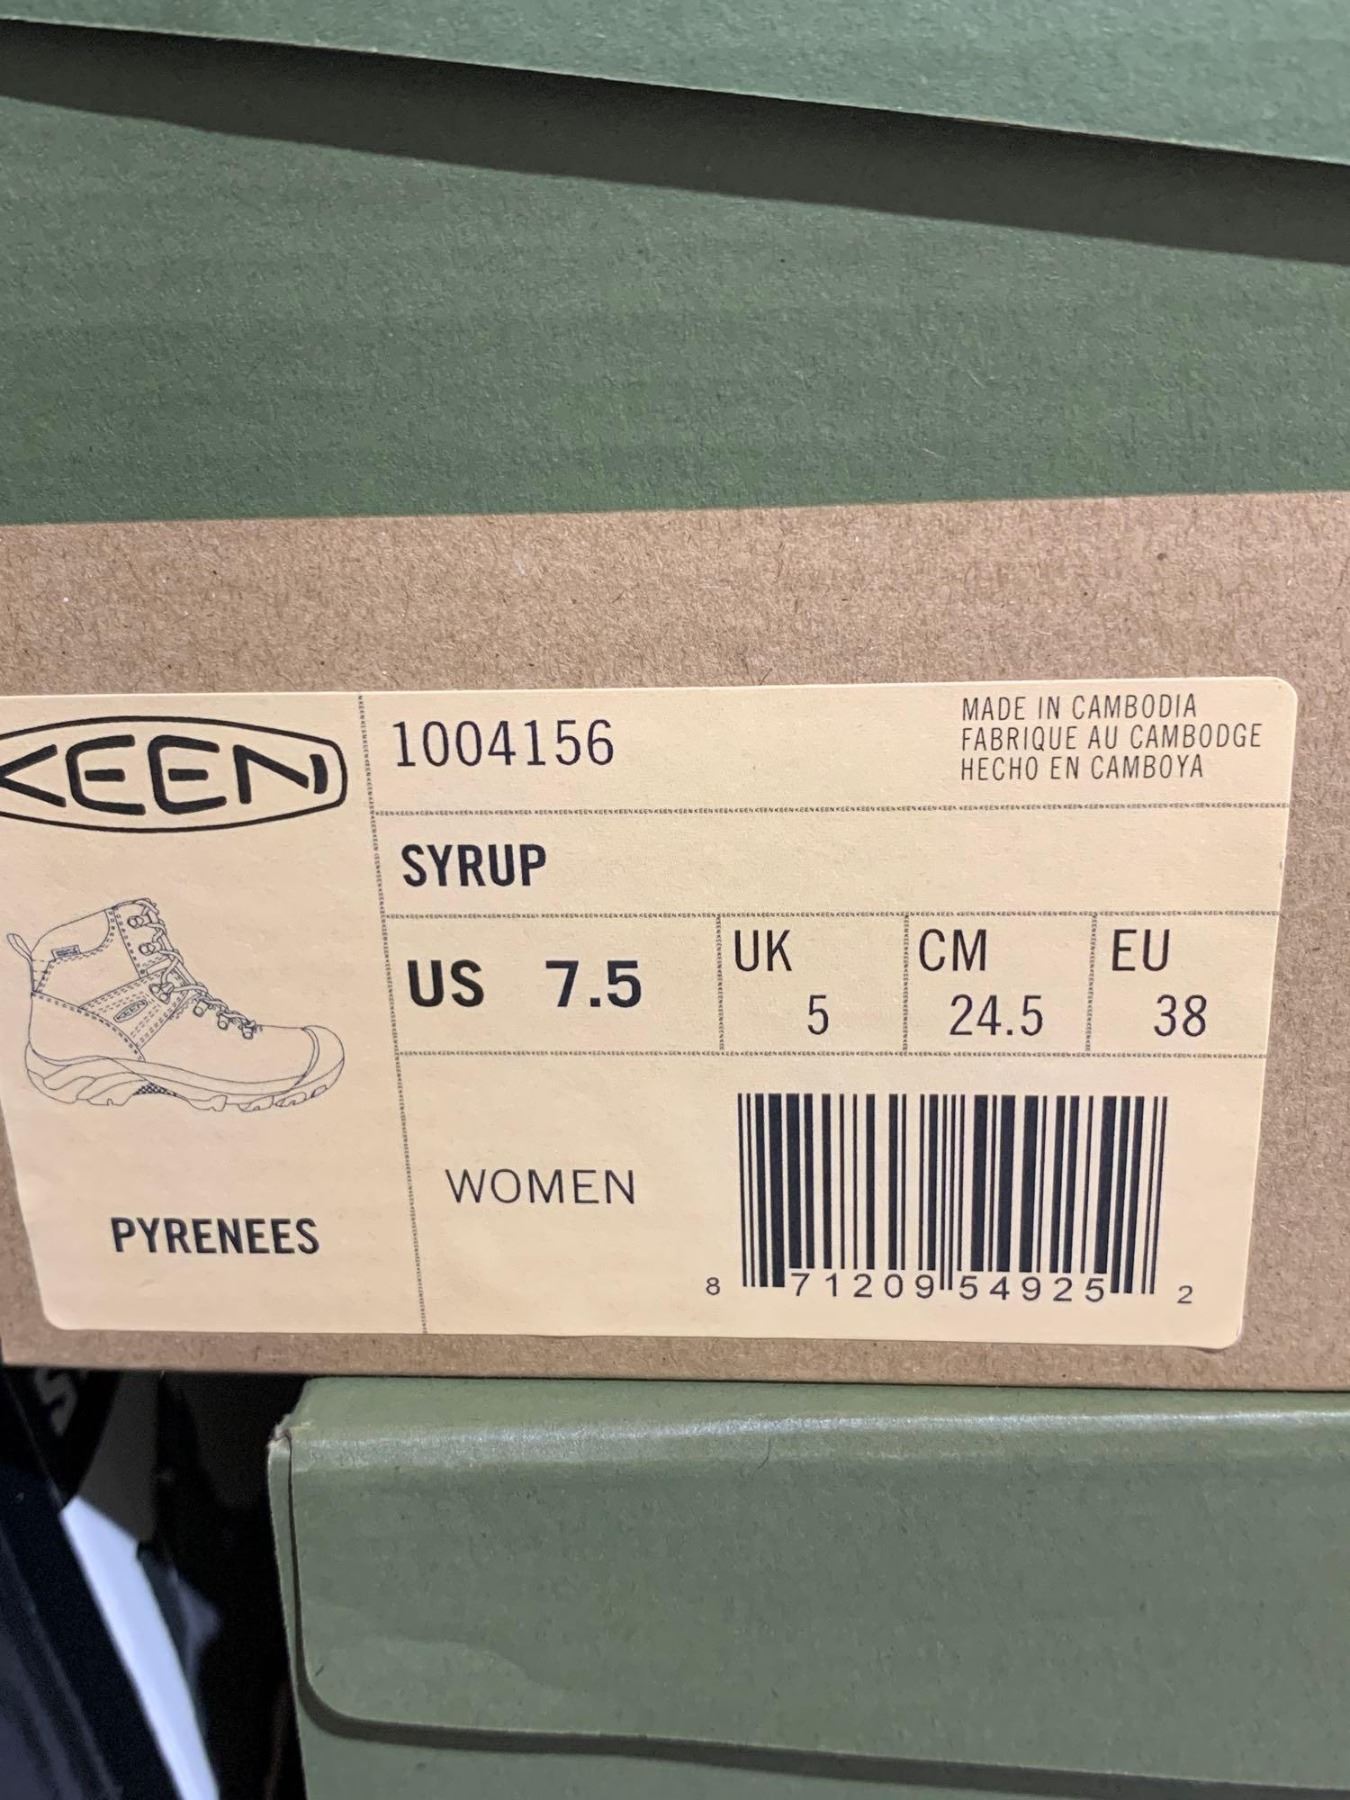 KEEN
1004156
MADE IN CAMBODIA
FABRIQUE AU CAMBODGE
HECHO EN CAMBOYA
SYRUP
US 7.5
UK
5
CM
24.5
EU
38
KEEN
PYRENEES
WOMEN
8 71209 54925 2